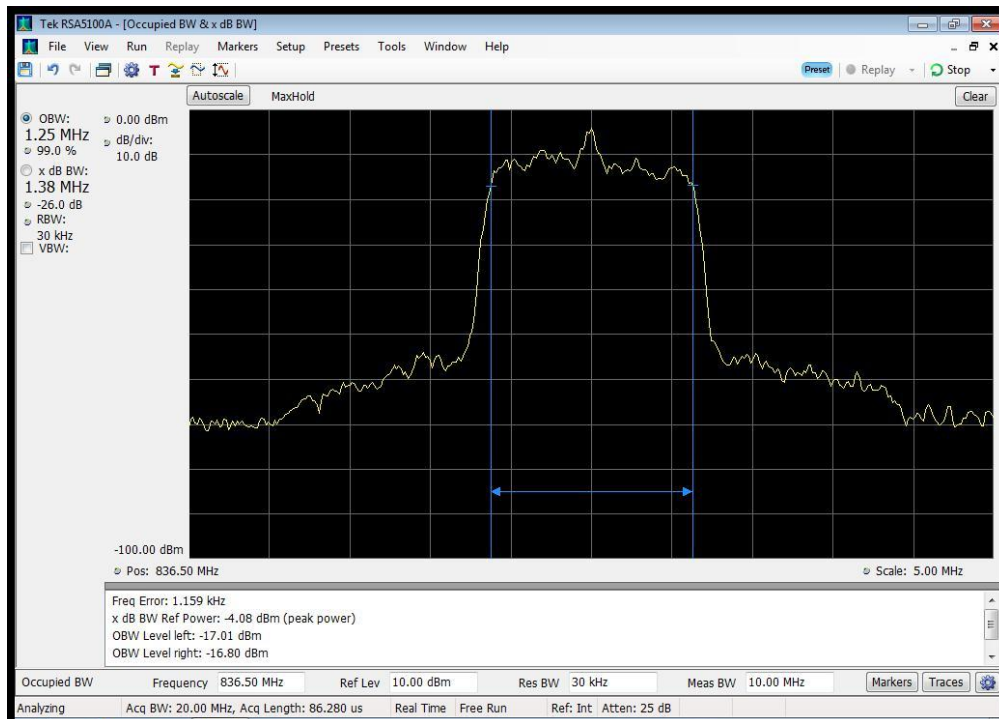 Tek RSA5100A - [Occupied BW & x dB BW]
File View Run Replay Markers Setup Presets Tools Window Help
T Preset Replay Stop
Autoscale MaxHold Clear
OBW:
1.25 MHz
99.0 %
x dB BW:
1.38 MHz
-26.0 dB
RBW:
30 kHz
VBW:
0.00 dBm
dB/div:
10.0 dB
-100.00 dBm
Pos: 836.50 MHz Scale: 5.00 MHz
Freq Error: 1.159 kHz
x dB BW Ref Power: -4.08 dBm (peak power)
OBW Level left: -17.01 dBm
OBW Level right: -16.80 dBm
Occupied BW Frequency 836.50 MHz Ref Lev 10.00 dBm Res BW 30 kHz Meas BW 10.00 MHz Markers Traces
Analyzing Acq BW: 20.00 MHz, Acq Length: 86.280 us Real Time Free Run Ref: Int Atten: 25 dB